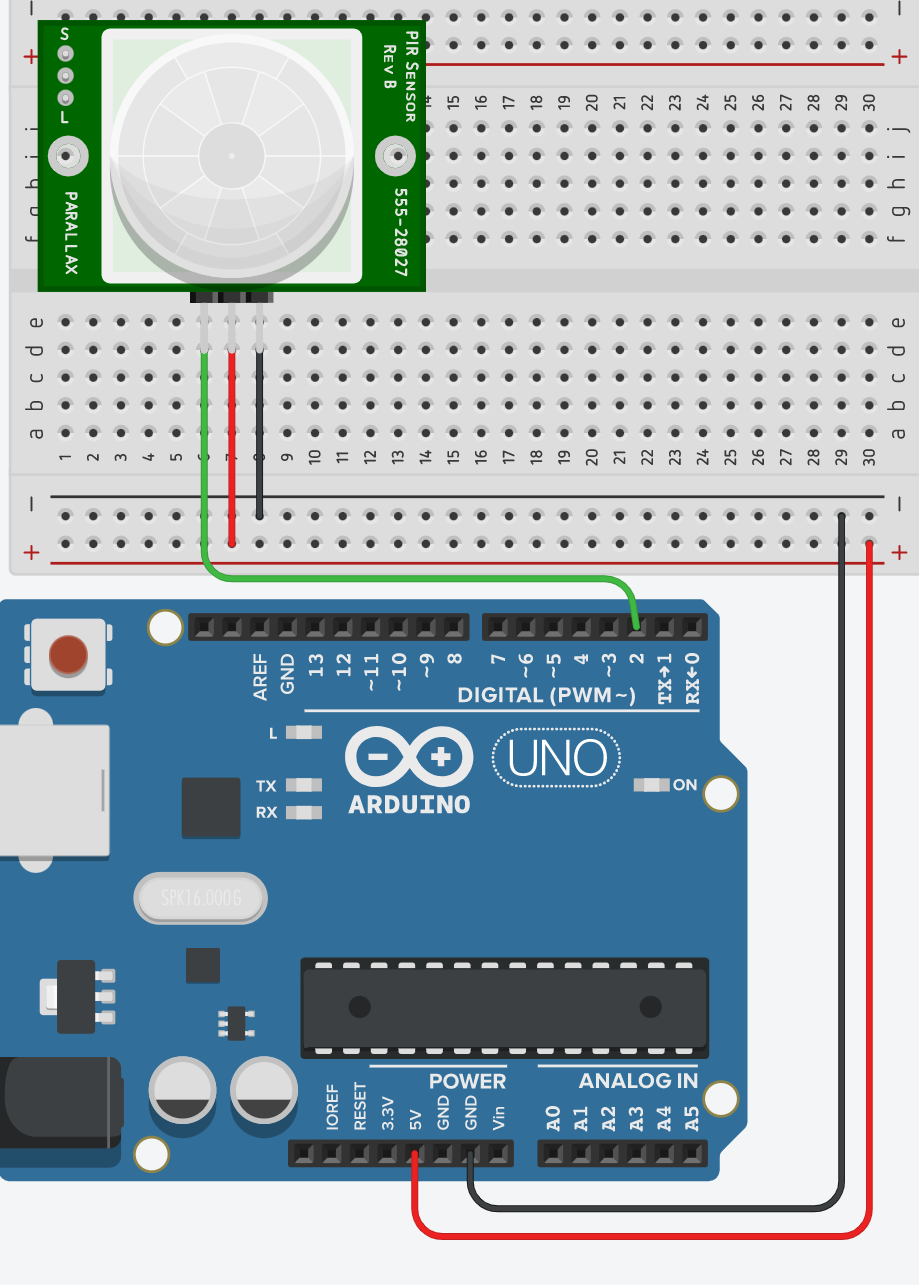 S
L
PIR SENSOR
REV B
PARALLAX
555-28027
14 15 16 17 18 19 20 21 22 23 24 25 26 27 28 29 30
j
i
h
g
f
j
i
h
g
f
e
d
c
b
a
e
d
c
b
a
1 2 3 4 5 6 7 8 9 10 11 12 13 14 15 16 17 18 19 20 21 22 23 24 25 26 27 28 29 30
AREF GND 13 12 ~11 ~10 ~9 8 7 ~6 ~5 4 ~3 2 TX→1 RX←0
DIGITAL (PWM~)
L
TX
RX
ARDUINO
UNO
ON
SPK16.000G
POWER
ANALOG IN
IOREF RESET 3.3V 5V GND GND Vin A0 A1 A2 A3 A4 A5